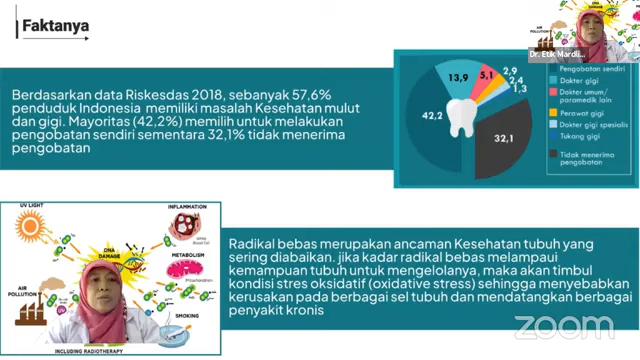 Faktanya
DNA
DAMAGE
AIR
POLLUTION
Dr. Etik Mardli...
Berdasarkan data Riskesdas 2018, sebanyak 57,6%
penduduk Indonesia memiliki masalah Kesehatan mulut
dan gigi. Mayoritas (42,2%) memilih untuk melakukan
pengobatan sendiri sementara 32,1% tidak menerima
pengobatan
13,9
5,1
2,9
2,4
1,3
42,2
32,1
Pengobatan sendiri
Dokter gigi
Dokter umum/
paramedik lain
Perawat gigi
Dokter gigi spesialis
Tukang gigi
Tidak menerima
pengobatan
UV LIGHT
INFLAMMATION
DNA
DAMAGE
METABOLISM
Mitochondrion
AIR
POLLUTION
SMOKING
INCLUDING RADIOTHERAPY
Radikal bebas merupakan ancaman Kesehatan tubuh yang
sering diabaikan. jika kadar radikal bebas melampaui
kemampuan tubuh untuk mengelolanya, maka akan timbul
kondisi stres oksidatif (oxidative stress) sehingga menyebabkan
kerusakan pada berbagai sel tubuh dan mendatangkan berbagai
penyakit kronis
zoom